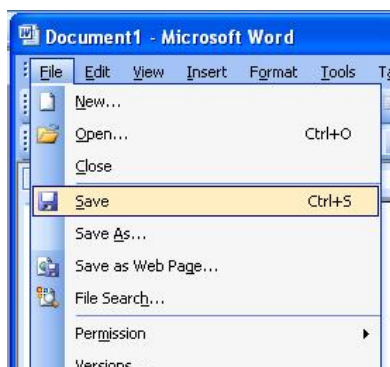 Document1 - Microsoft Word
File Edit View Insert Format Tools
New...
Open... Ctrl+O
Close
Save Ctrl+S
Save As...
Save as Web Page...
File Search...
Permission
Versions...